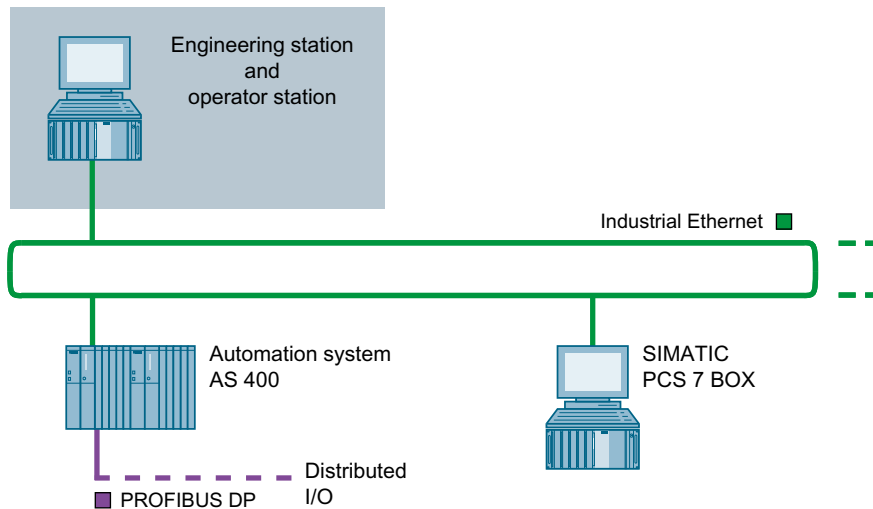 Engineering station
and
operator station
Industrial Ethernet
Automation system
AS 400
SIMATIC
PCS 7 BOX
Distributed
I/O
PROFIBUS DP